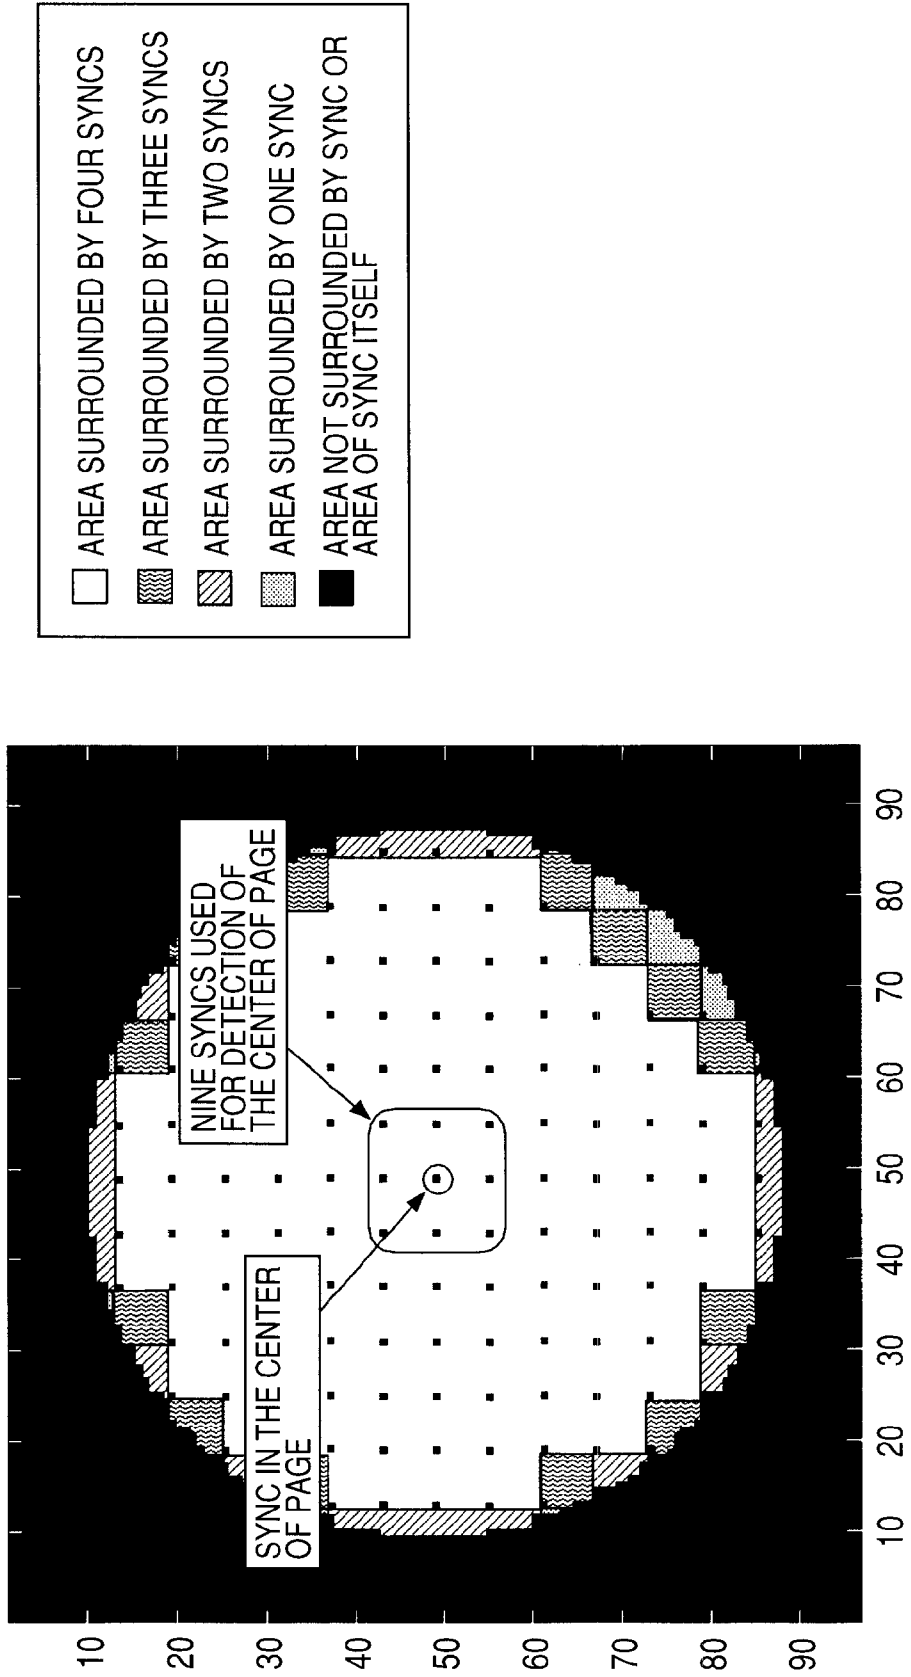 AREA SURROUNDED BY FOUR SYNCS
AREA SURROUNDED BY THREE SYNCS
AREA SURROUNDED BY TWO SYNCS
AREA SURROUNDED BY ONE SYNC
AREA NOT SURROUNDED BY SYNC OR
AREA OF SYNC ITSELF
NINE SYNCS USED
FOR DETECTION OF
THE CENTER OF PAGE
SYNC IN THE CENTER
OF PAGE
10
20
30
40
50
60
70
80
90
10
20
30
40
50
60
70
80
90